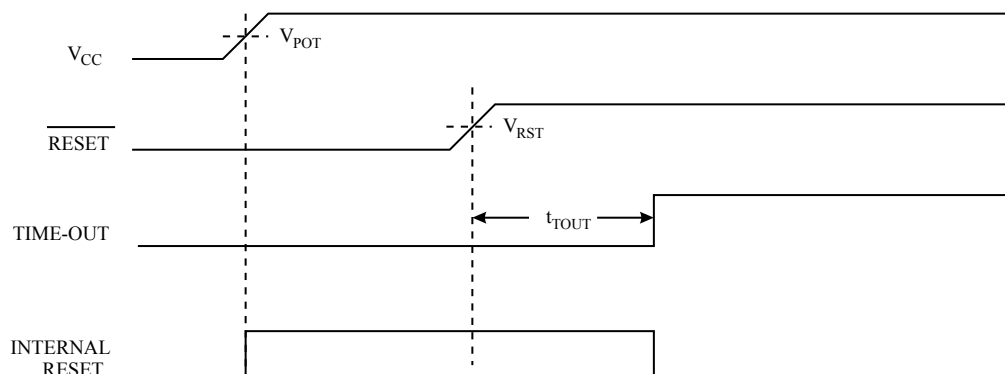 V_CC
V_POT
RESET
V_RST
t_TOUT
TIME-OUT
INTERNAL
RESET